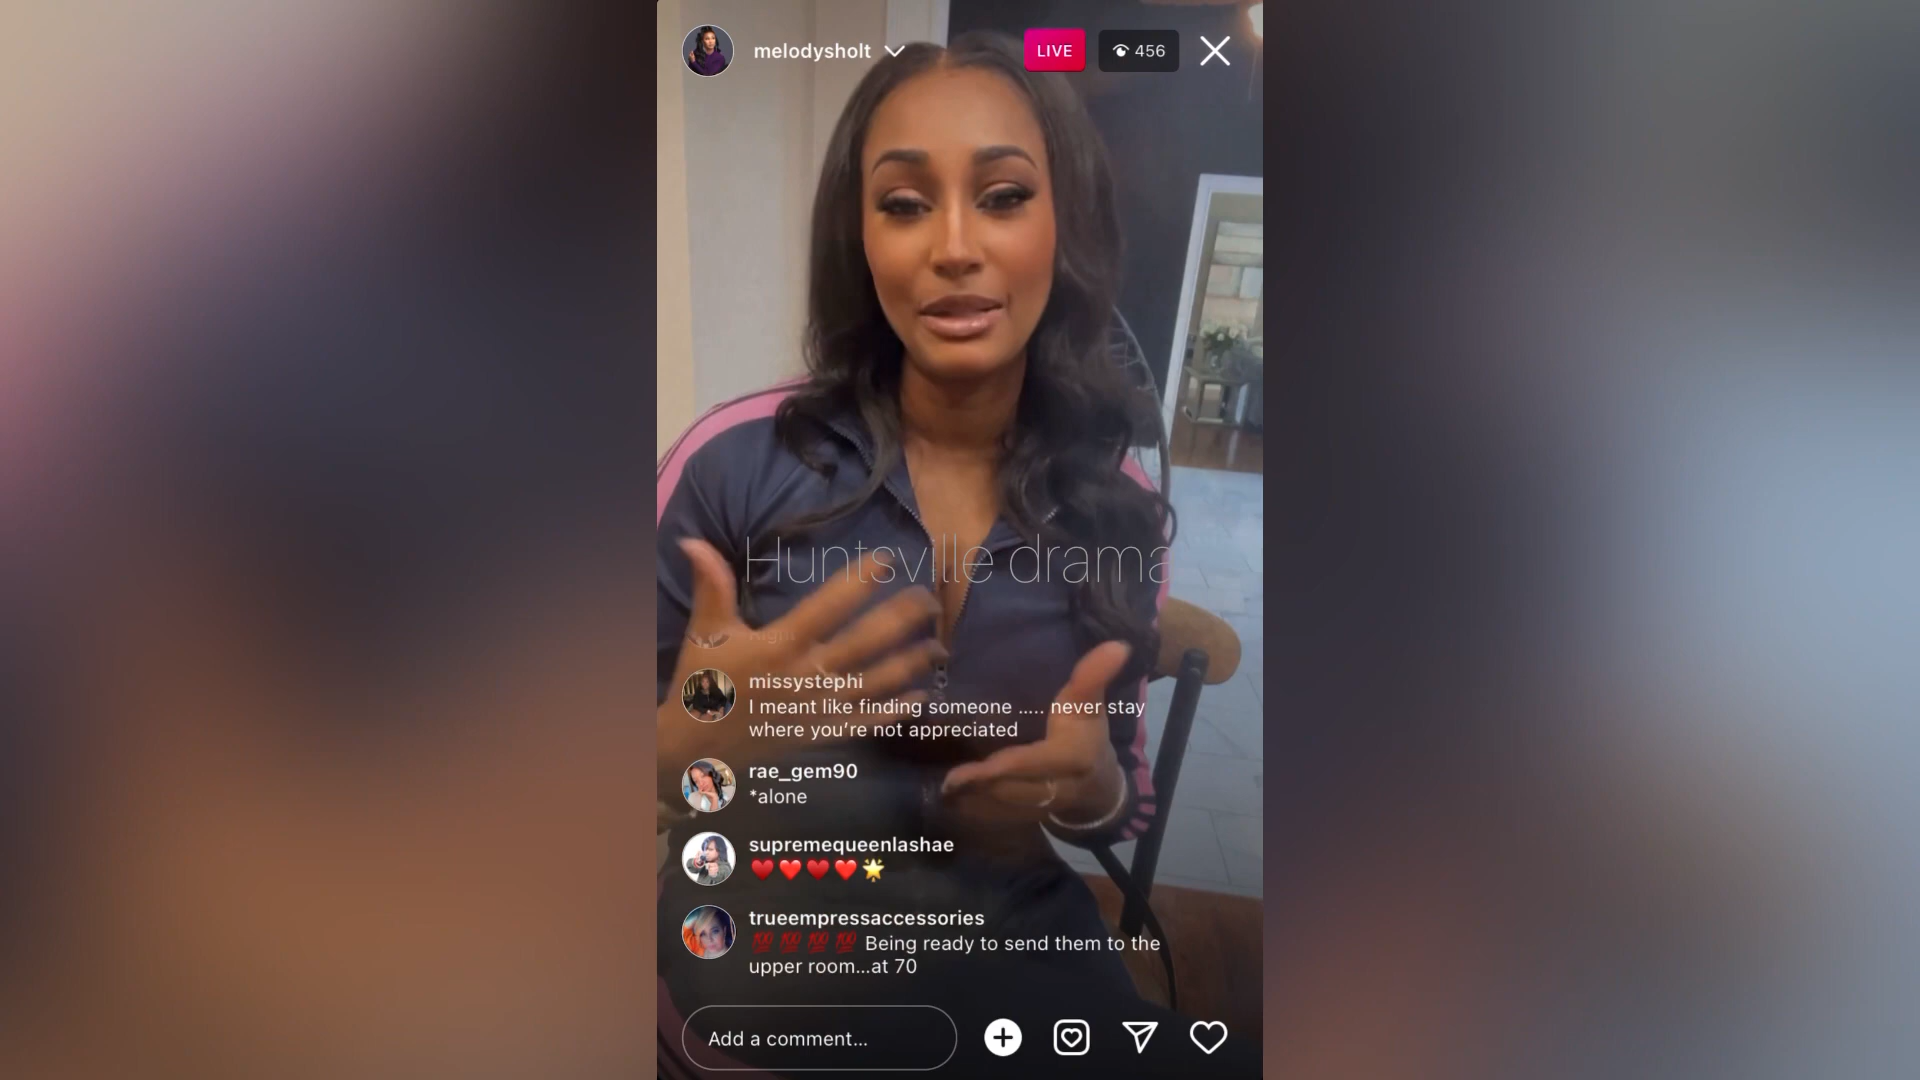 melodysholt
LIVE
456
Huntsville drama
Right
missystephi
I meant like finding someone ..... never stay
where you’re not appreciated
rae_gem90
*alone
supremequeenlashae
❤️❤️❤️❤️🌟
trueempressaccessories
💯💯💯💯 Being ready to send them to the
upper room...at 70
Add a comment...